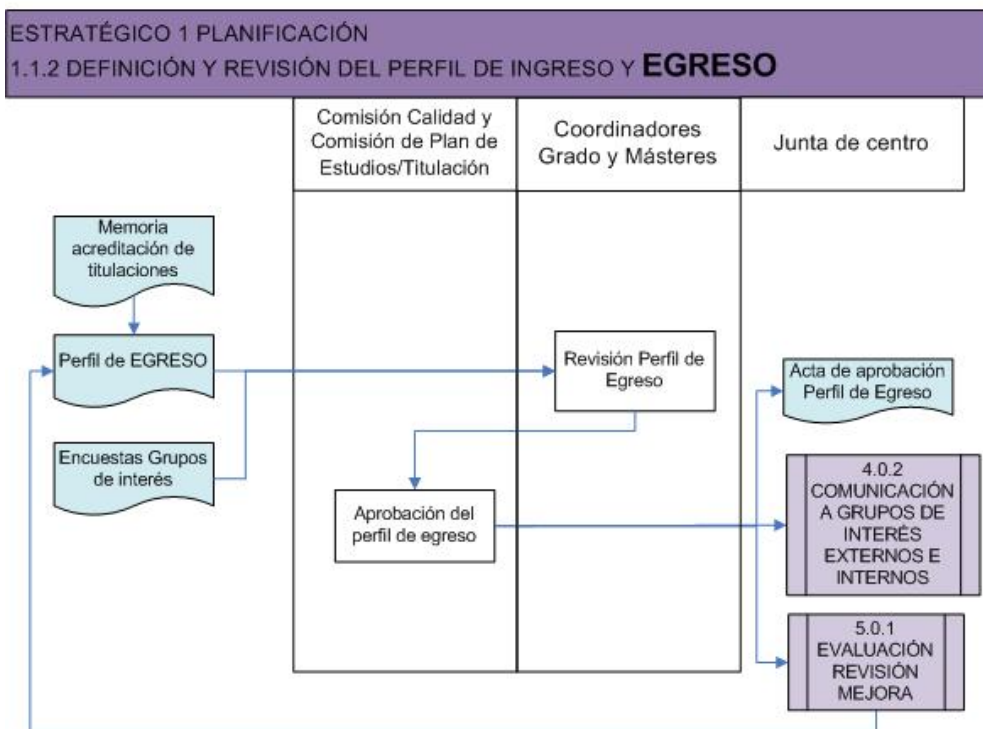 ESTRATÉGICO 1 PLANIFICACIÓN
1.1.2 DEFINICIÓN Y REVISIÓN DEL PERFIL DE INGRESO Y EGRESO
Comisión Calidad y
Comisión de Plan de
Estudios/Titulación
Coordinadores
Grado y Másteres
Junta de centro
Memoria
acreditación de
titulaciones
Perfil de EGRESO
Revisión Perfil de
Egreso
Acta de aprobación
Perfil de Egreso
Encuestas Grupos
de interés
Aprobación del
perfil de egreso
4.0.2
COMUNICACIÓN
A GRUPOS DE
INTERÉS
EXTERNOS E
INTERNOS
5.0.1
EVALUACIÓN
REVISIÓN
MEJORA